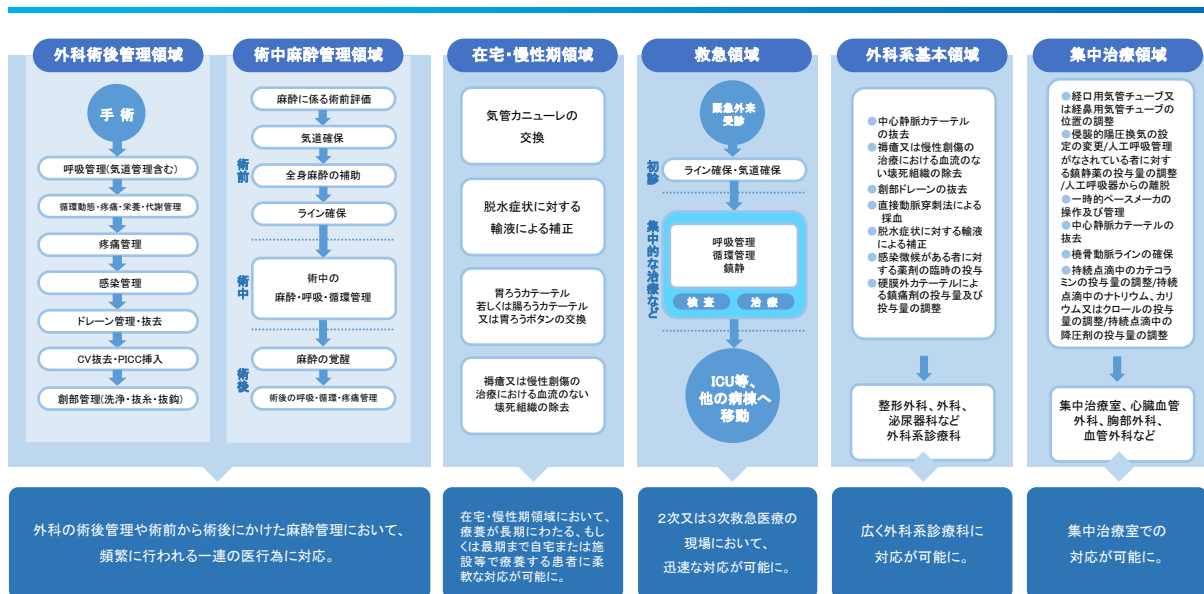 外科術後管理領域
手 術
呼吸管理(気道管理含む)
循環動態・疼痛・栄養・代謝管理
疼痛管理
感染管理
ドレーン管理・抜去
CV抜去・PICC挿入
創部管理(洗浄・抜糸・抜鈎)
術中麻酔管理領域
麻酔に係る術前評価
気道確保
術前
全身麻酔の補助
ライン確保
術中
術中の
麻酔・呼吸・循環管理
術後
麻酔の覚醒
術後の呼吸・循環・疼痛管理
外科の術後管理や術前から術後にかけた麻酔管理において、
頻繁に行われる一連の医行為に対応。
在宅・慢性期領域
気管カニューレの
交換
脱水症状に対する
輸液による補正
胃ろうカテーテル
若しくは腸ろうカテーテル
又は胃ろうボタンの交換
褥瘡又は慢性創傷の
治療における血流のない
壊死組織の除去
在宅・慢性期領域において、
療養が長期にわたる、もし
くは最期まで自宅または施
設等で療養する患者に柔
軟な対応が可能に。
救急領域
緊急外来
受診
初診
ライン確保・気道確保
集中的な治療など
呼吸管理
循環管理
鎮静
検 査
治 療
ICU等、
他の病棟へ
移動
2次又は3次救急医療の
現場において、
迅速な対応が可能に。
外科系基本領域
●中心静脈カテーテル
の抜去
●褥瘡又は慢性創傷の
治療における血流のな
い壊死組織の除去
●創部ドレーンの抜去
●直接動脈穿刺法による
採血
●脱水症状に対する輸液
による補正
●感染徴候がある者に対
する薬剤の臨時の投与
●硬膜外カテーテルによ
る鎮痛剤の投与量及び
投与量の調整
整形外科、外科、
泌尿器科など
外科系診療科
広く外科系診療科に
対応が可能に。
集中治療領域
●経口用気管チューブ又
は経鼻用気管チューブの
位置の調整
●侵襲的陽圧換気の設
定の変更/人工呼吸管理
がなされている者に対す
る鎮静薬の投与量の調整
/人工呼吸器からの離脱
●一時的ペースメーカの
操作及び管理
●中心静脈カテーテルの
抜去
●橈骨動脈ラインの確保
●持続点滴中のカテコラ
ミンの投与量の調整/持続
点滴中のナトリウム、カリ
ウム又はクロールの投与
量の調整/持続点滴中の
降圧剤の投与量の調整
集中治療室、心臓血管
外科、胸部外科、
血管外科など
集中治療室での
対応が可能に。